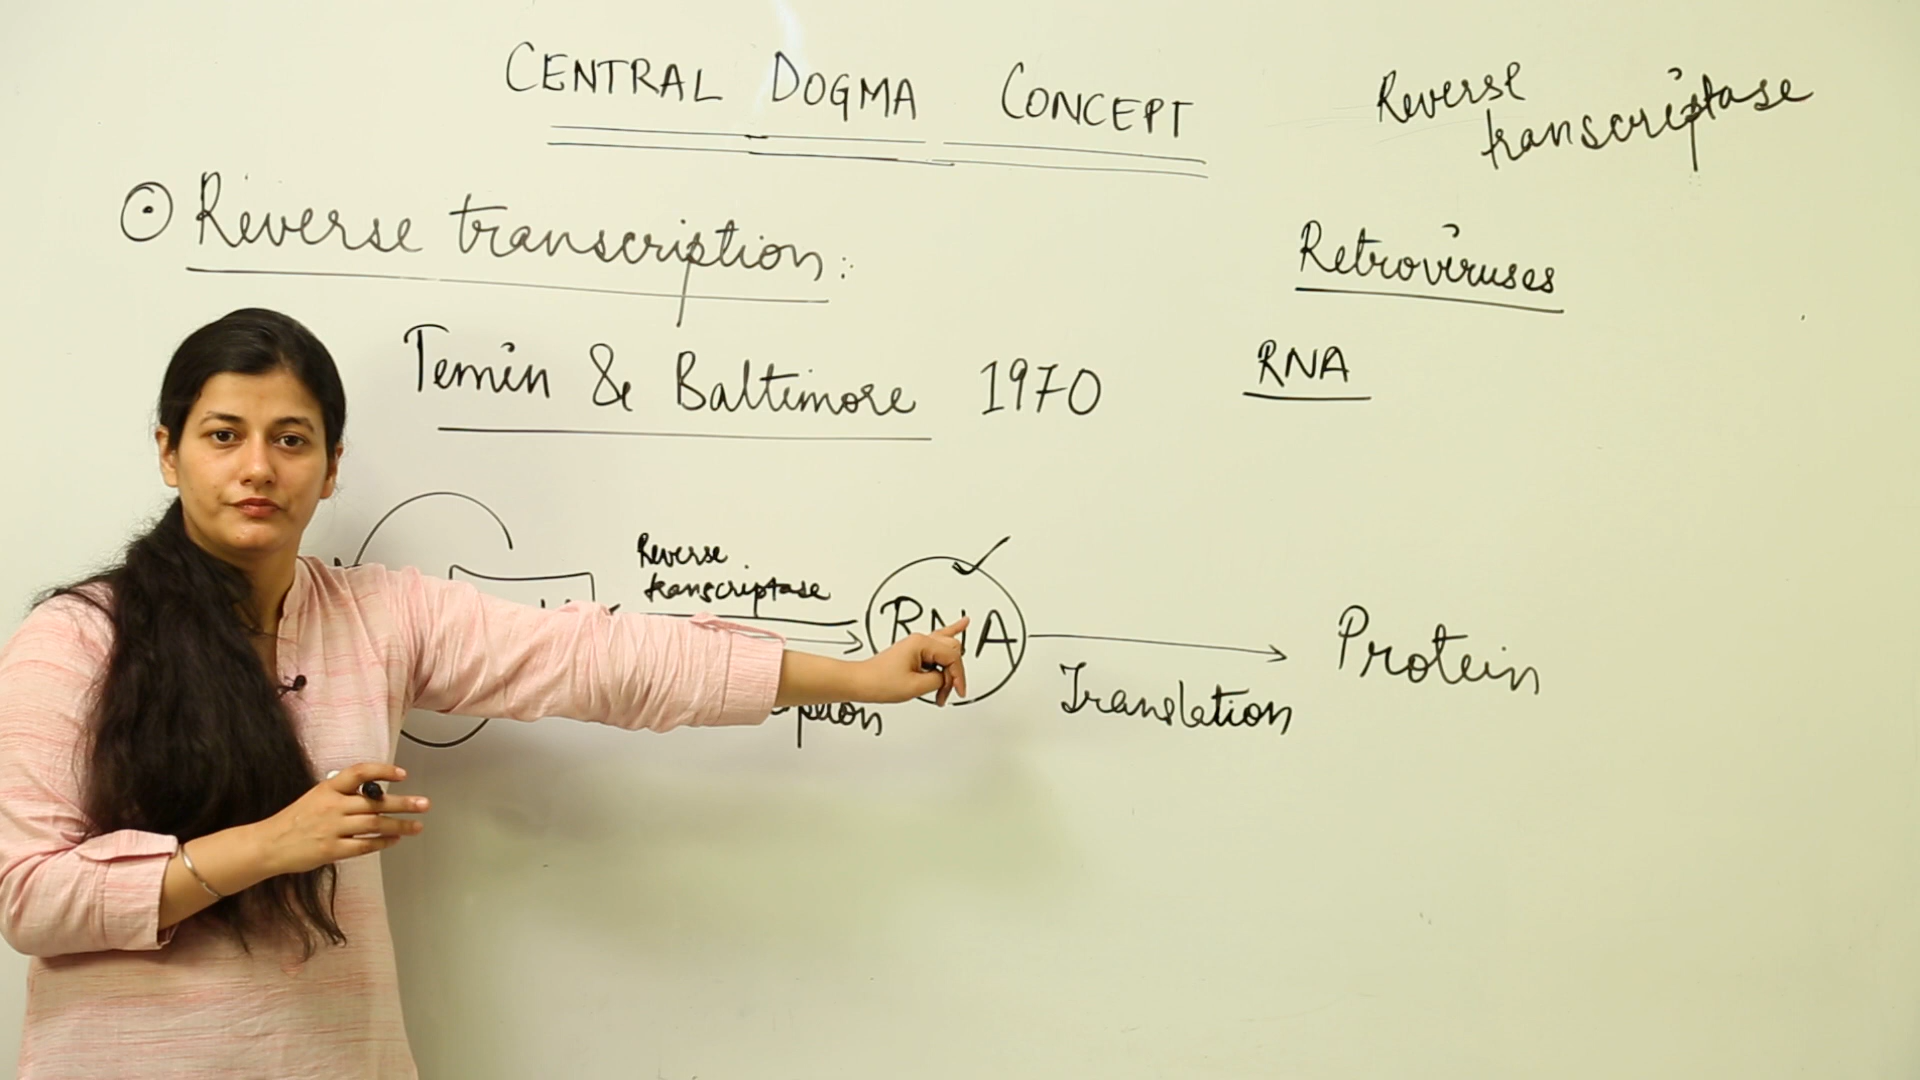 CENTRAL DOGMA CONCEPT
Reverse
transcriptase
Reverse transcription:
Retroviruses
Temin & Baltimore 1970
RNA
Reverse
transcriptase
RNA
Protein
Translation